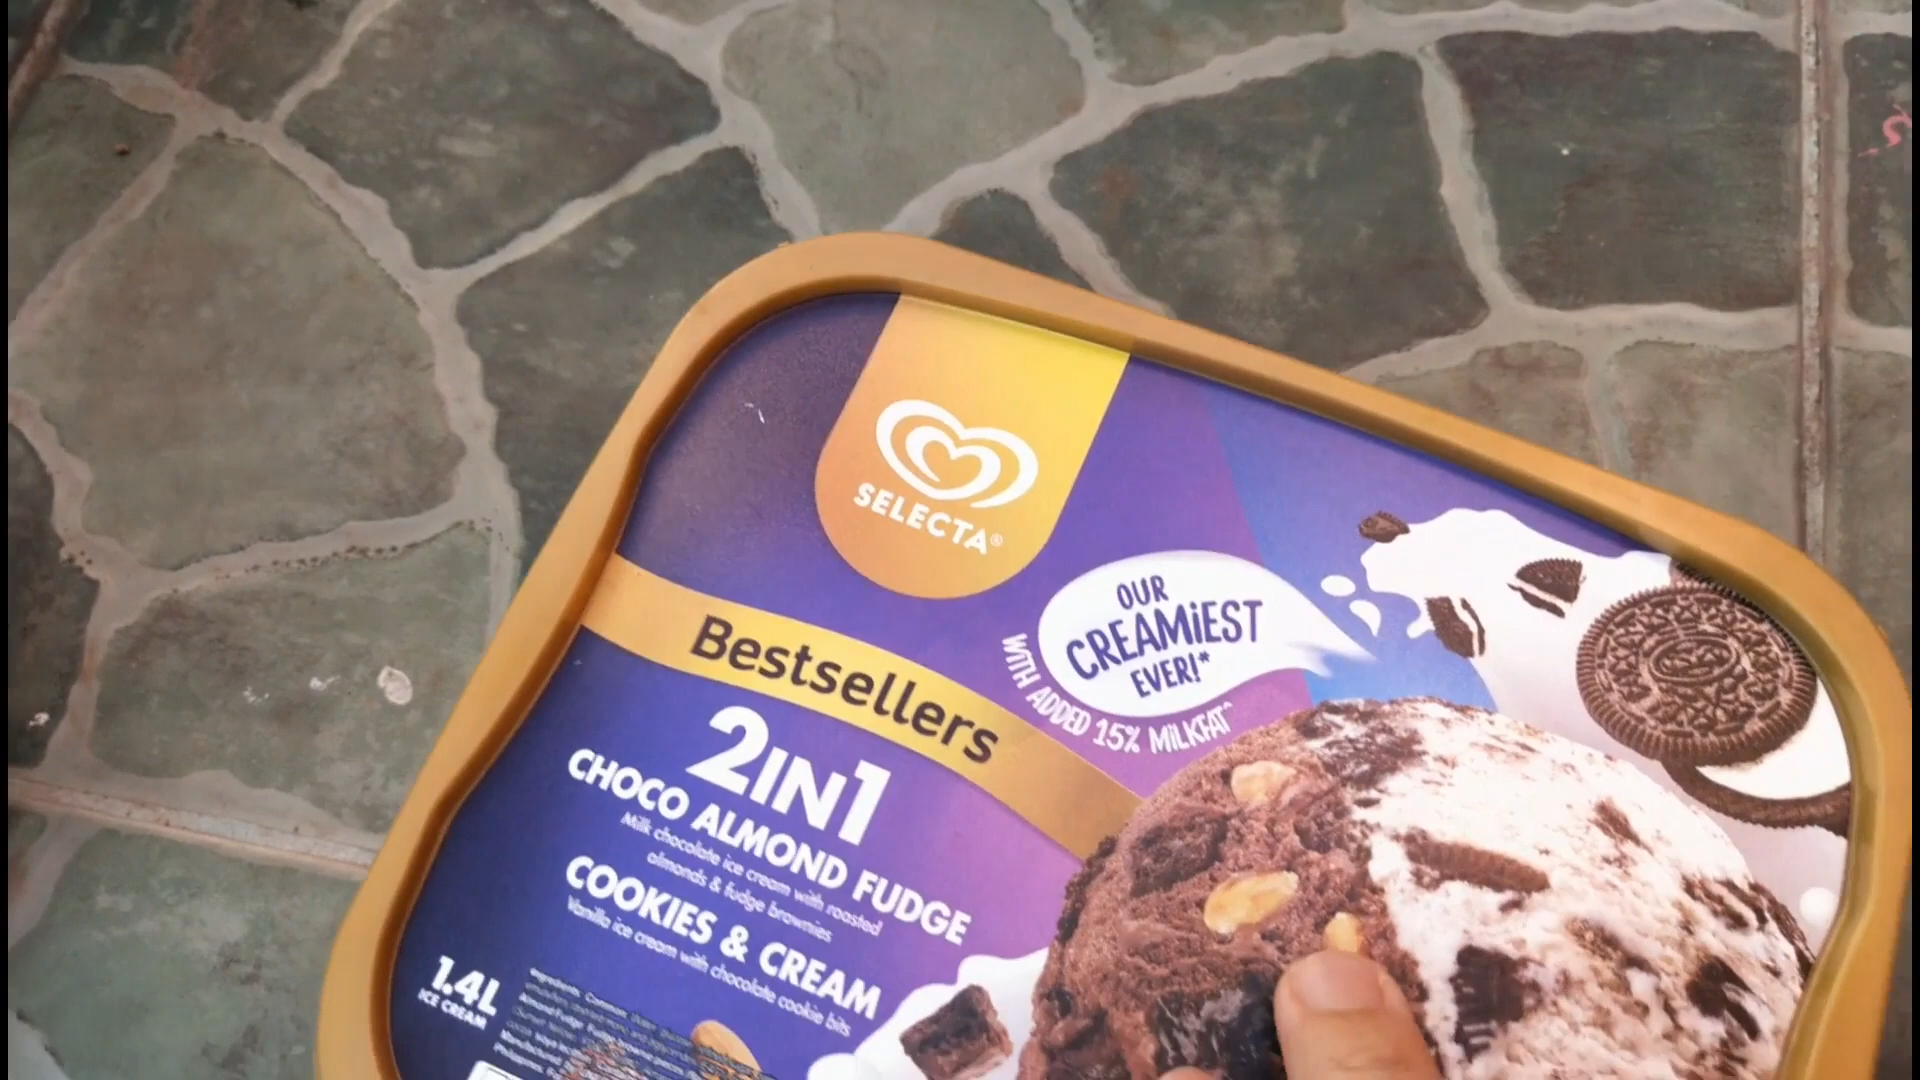 SELECTA®
OUR
CREAMIEST
EVER!*
WITH ADDED 15% MILKFAT^
Bestsellers
2IN1
CHOCO ALMOND FUDGE
Milk chocolate ice cream with roasted
almonds & fudge brownies
COOKIES & CREAM
Vanilla ice cream with chocolate cookie bits
1.4L
ICE CREAM